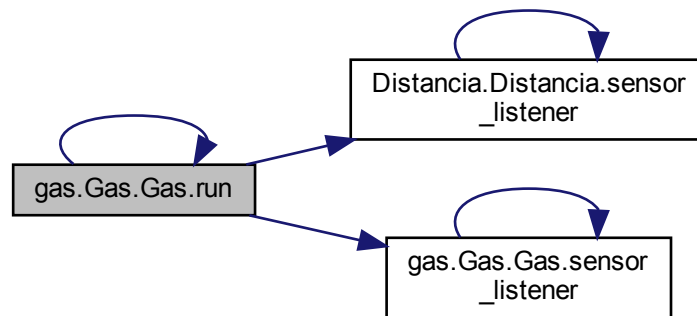 Distancia.Distancia.sensor
_listener
gas.Gas.Gas.run
gas.Gas.Gas.sensor
_listener